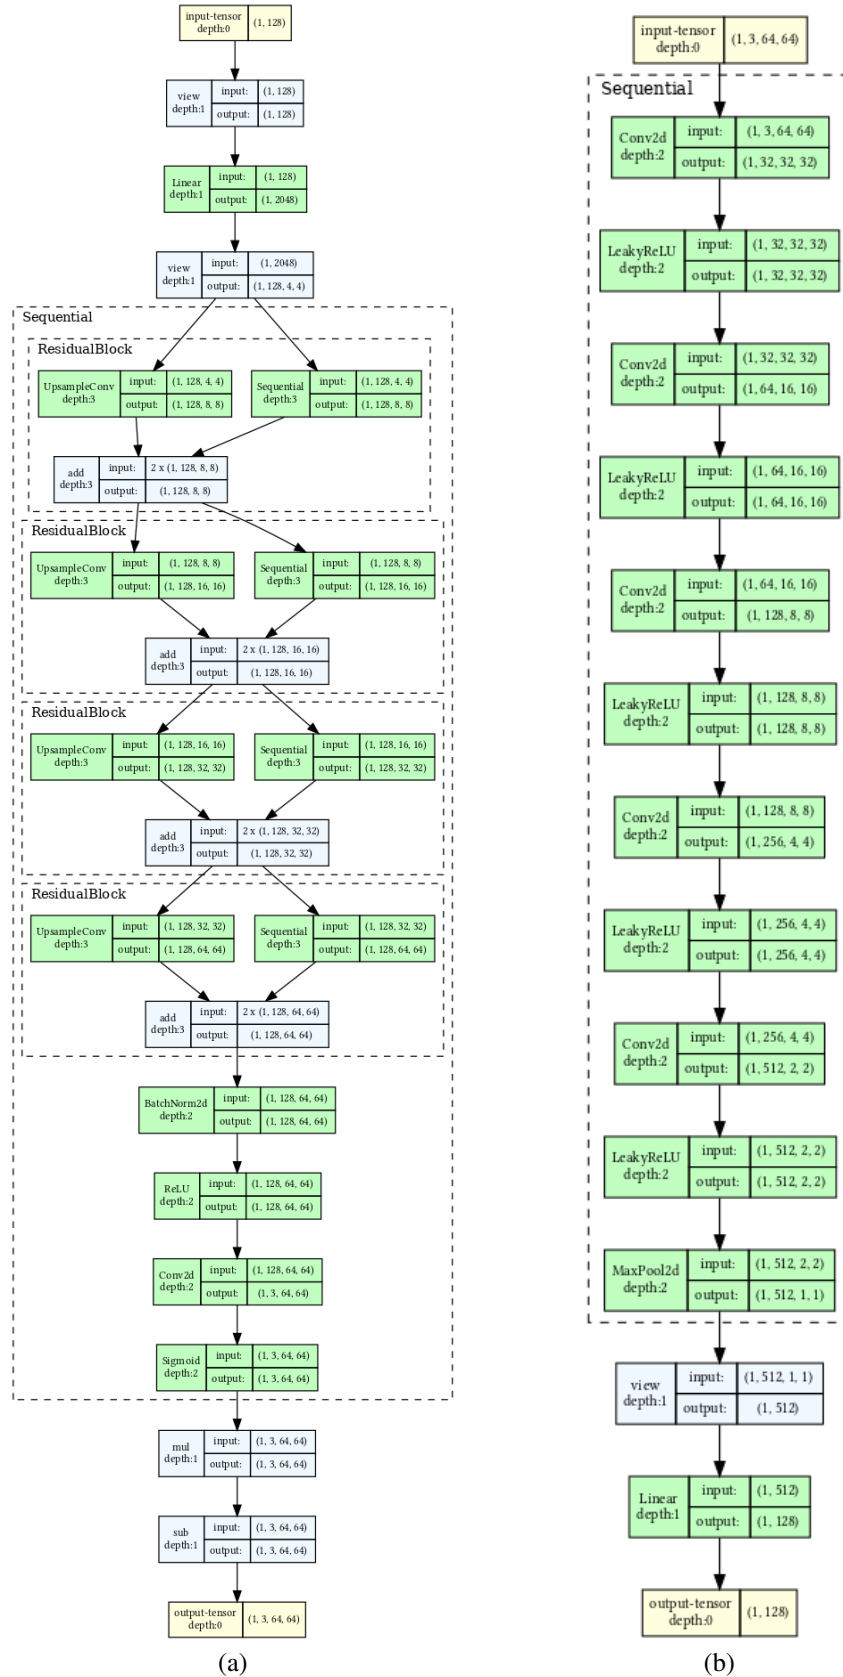 input-tensor
depth:0
(1, 128)
view
depth:1
input:
(1, 128)
output:
(1, 128)
Linear
depth:1
input:
(1, 128)
output:
(1, 2048)
view
depth:1
input:
(1, 2048)
output:
(1, 128, 4, 4)
Sequential
ResidualBlock
UpsampleConv
depth:3
input:
(1, 128, 4, 4)
output:
(1, 128, 8, 8)
Sequential
depth:3
input:
(1, 128, 4, 4)
output:
(1, 128, 8, 8)
add
depth:3
input:
2 x (1, 128, 8, 8)
output:
(1, 128, 8, 8)
ResidualBlock
UpsampleConv
depth:3
input:
(1, 128, 8, 8)
output:
(1, 128, 16, 16)
Sequential
depth:3
input:
(1, 128, 8, 8)
output:
(1, 128, 16, 16)
add
depth:3
input:
2 x (1, 128, 16, 16)
output:
(1, 128, 16, 16)
ResidualBlock
UpsampleConv
depth:3
input:
(1, 128, 16, 16)
output:
(1, 128, 32, 32)
Sequential
depth:3
input:
(1, 128, 16, 16)
output:
(1, 128, 32, 32)
add
depth:3
input:
2 x (1, 128, 32, 32)
output:
(1, 128, 32, 32)
ResidualBlock
UpsampleConv
depth:3
input:
(1, 128, 32, 32)
output:
(1, 128, 64, 64)
Sequential
depth:3
input:
(1, 128, 32, 32)
output:
(1, 128, 64, 64)
add
depth:3
input:
2 x (1, 128, 64, 64)
output:
(1, 128, 64, 64)
BatchNorm2d
depth:2
input:
(1, 128, 64, 64)
output:
(1, 128, 64, 64)
ReLU
depth:2
input:
(1, 128, 64, 64)
output:
(1, 128, 64, 64)
Conv2d
depth:2
input:
(1, 128, 64, 64)
output:
(1, 3, 64, 64)
Sigmoid
depth:2
input:
(1, 3, 64, 64)
output:
(1, 3, 64, 64)
mul
depth:1
input:
(1, 3, 64, 64)
output:
(1, 3, 64, 64)
sub
depth:1
input:
(1, 3, 64, 64)
output:
(1, 3, 64, 64)
output-tensor
depth:0
(1, 3, 64, 64)
(a)
input-tensor
depth:0
(1, 3, 64, 64)
Sequential
Conv2d
depth:2
input:
(1, 3, 64, 64)
output:
(1, 32, 32, 32)
LeakyReLU
depth:2
input:
(1, 32, 32, 32)
output:
(1, 32, 32, 32)
Conv2d
depth:2
input:
(1, 32, 32, 32)
output:
(1, 64, 16, 16)
LeakyReLU
depth:2
input:
(1, 64, 16, 16)
output:
(1, 64, 16, 16)
Conv2d
depth:2
input:
(1, 64, 16, 16)
output:
(1, 128, 8, 8)
LeakyReLU
depth:2
input:
(1, 128, 8, 8)
output:
(1, 128, 8, 8)
Conv2d
depth:2
input:
(1, 128, 8, 8)
output:
(1, 256, 4, 4)
LeakyReLU
depth:2
input:
(1, 256, 4, 4)
output:
(1, 256, 4, 4)
Conv2d
depth:2
input:
(1, 256, 4, 4)
output:
(1, 512, 2, 2)
LeakyReLU
depth:2
input:
(1, 512, 2, 2)
output:
(1, 512, 2, 2)
MaxPool2d
depth:2
input:
(1, 512, 2, 2)
output:
(1, 512, 1, 1)
view
depth:1
input:
(1, 512, 1, 1)
output:
(1, 512)
Linear
depth:1
input:
(1, 512)
output:
(1, 128)
output-tensor
depth:0
(1, 128)
(b)